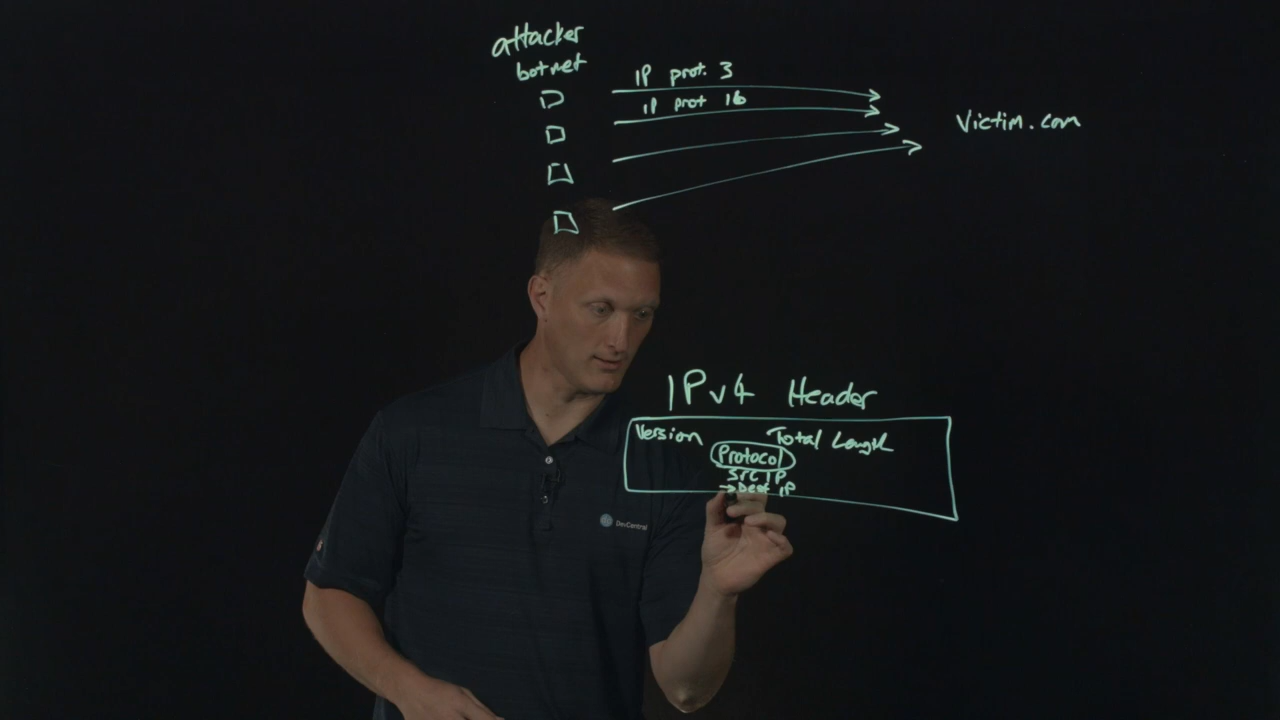 attacker
botnet
IP prot. 3
IP prot 16
Victim.com
IPv4 Header
Version Total Length
Protocol
Src IP
→Dest IP
DevCentral